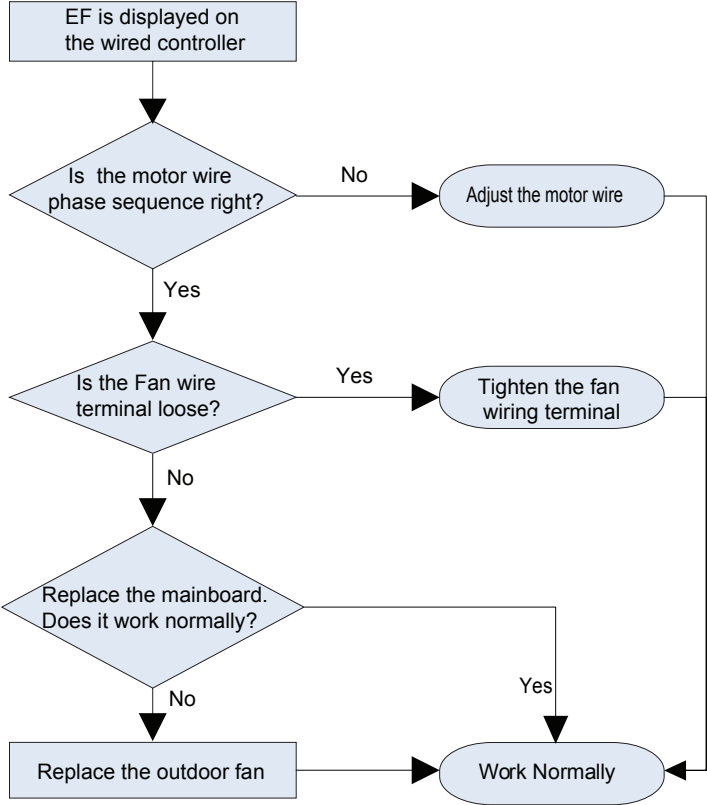 EF is displayed on
the wired controller
Is the motor wire
phase sequence right?
No
Adjust the motor wire
Yes
Is the Fan wire
terminal loose?
Yes
Tighten the fan
wiring terminal
No
Replace the mainboard.
Does it work normally?
Yes
No
Replace the outdoor fan
Work Normally